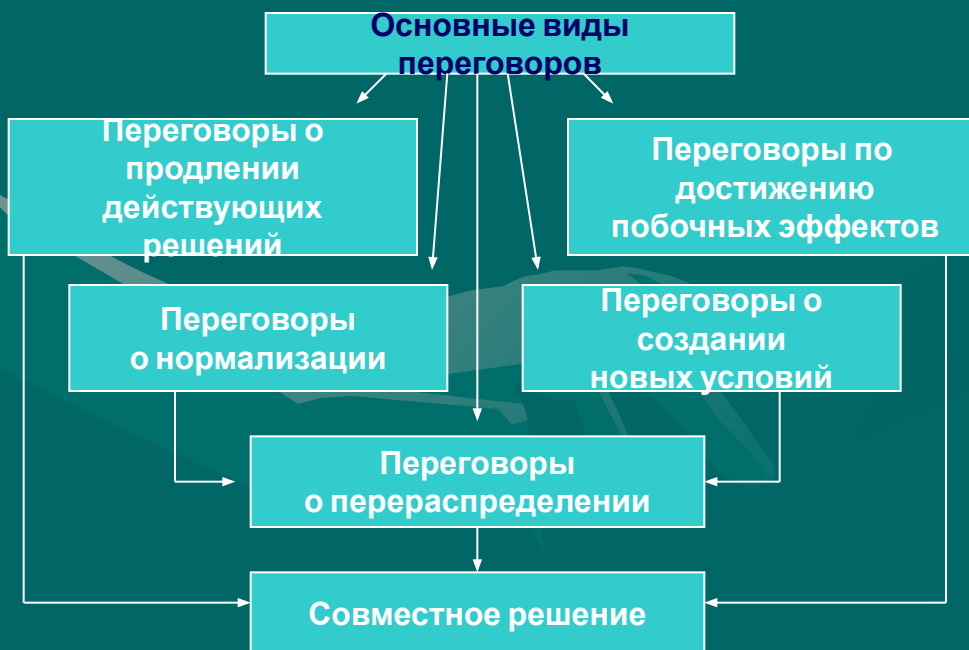 Основные виды
переговоров
Переговоры о
продлении
действующих
решений
Переговоры по
достижению
побочных эффектов
Переговоры
о нормализации
Переговоры о
создании
новых условий
Переговоры
о перераспределении
Совместное решение